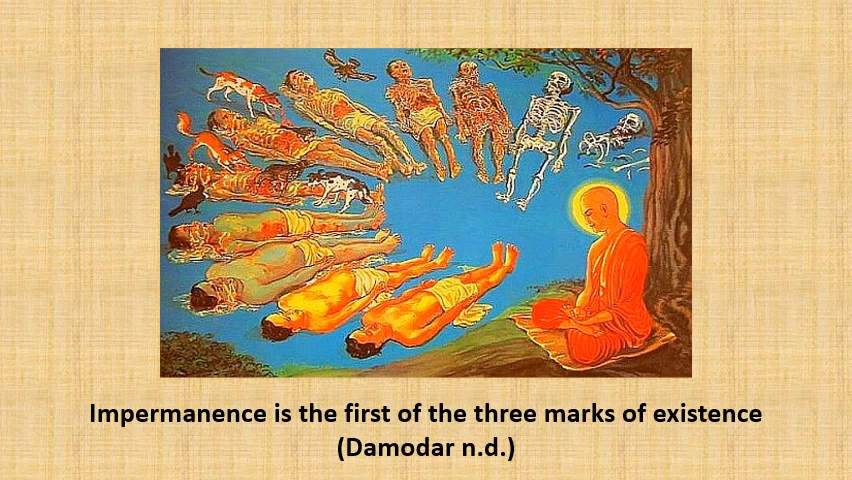 Impermanence is the first of the three marks of existence
(Damodar n.d.)